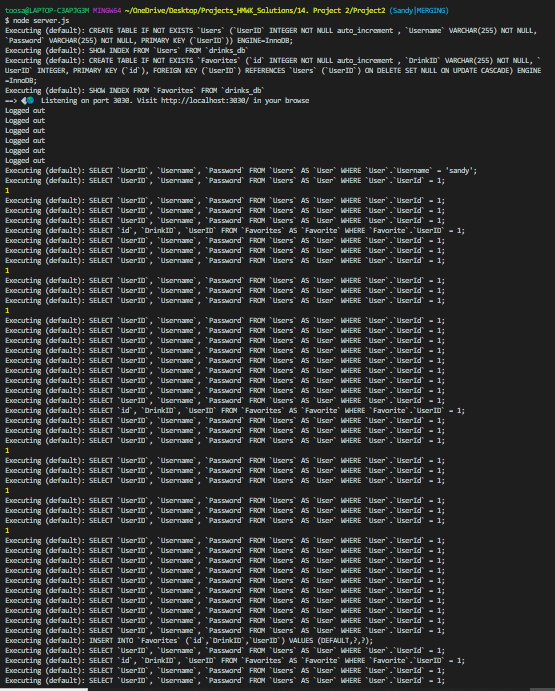 toosa@LAPTOP-C3APJG3M MINGW64 ~/OneDrive/Desktop/Projects_HMWK_Solutions/14. Project 2/Project2 (Sandy|MERGING)
$ node server.js
Executing (default): CREATE TABLE IF NOT EXISTS `Users` (`UserID` INTEGER NOT NULL auto_increment , `Username` VARCHAR(255) NOT NULL,
`Password` VARCHAR(255) NOT NULL, PRIMARY KEY (`UserID`)) ENGINE=InnoDB;
Executing (default): SHOW INDEX FROM `Users` FROM `drinks_db`
Executing (default): CREATE TABLE IF NOT EXISTS `Favorites` (`id` INTEGER NOT NULL auto_increment , `DrinkID` VARCHAR(255) NOT NULL, `
UserID` INTEGER, PRIMARY KEY (`id`), FOREIGN KEY (`UserID`) REFERENCES `Users` (`UserID`) ON DELETE SET NULL ON UPDATE CASCADE) ENGINE
=InnoDB;
Executing (default): SHOW INDEX FROM `Favorites` FROM `drinks_db`
==> 🌎 Listening on port 3030. Visit http://localhost:3030/ in your browse
Logged out
Logged out
Logged out
Logged out
Logged out
Logged out
Executing (default): SELECT `UserID`, `Username`, `Password` FROM `Users` AS `User` WHERE `User`.`Username` = 'sandy';
Executing (default): SELECT `UserID`, `Username`, `Password` FROM `Users` AS `User` WHERE `User`.`UserId` = 1;
1
Executing (default): SELECT `UserID`, `Username`, `Password` FROM `Users` AS `User` WHERE `User`.`UserId` = 1;
Executing (default): SELECT `UserID`, `Username`, `Password` FROM `Users` AS `User` WHERE `User`.`UserId` = 1;
Executing (default): SELECT `UserID`, `Username`, `Password` FROM `Users` AS `User` WHERE `User`.`UserId` = 1;
Executing (default): SELECT `id`, `DrinkID`, `UserID` FROM `Favorites` AS `Favorite` WHERE `Favorite`.`UserID` = 1;
Executing (default): SELECT `UserID`, `Username`, `Password` FROM `Users` AS `User` WHERE `User`.`UserId` = 1;
Executing (default): SELECT `UserID`, `Username`, `Password` FROM `Users` AS `User` WHERE `User`.`UserId` = 1;
Executing (default): SELECT `UserID`, `Username`, `Password` FROM `Users` AS `User` WHERE `User`.`UserId` = 1;
1
Executing (default): SELECT `UserID`, `Username`, `Password` FROM `Users` AS `User` WHERE `User`.`UserId` = 1;
Executing (default): SELECT `UserID`, `Username`, `Password` FROM `Users` AS `User` WHERE `User`.`UserId` = 1;
Executing (default): SELECT `UserID`, `Username`, `Password` FROM `Users` AS `User` WHERE `User`.`UserId` = 1;
1
Executing (default): SELECT `UserID`, `Username`, `Password` FROM `Users` AS `User` WHERE `User`.`UserId` = 1;
Executing (default): SELECT `UserID`, `Username`, `Password` FROM `Users` AS `User` WHERE `User`.`UserId` = 1;
Executing (default): SELECT `UserID`, `Username`, `Password` FROM `Users` AS `User` WHERE `User`.`UserId` = 1;
Executing (default): SELECT `UserID`, `Username`, `Password` FROM `Users` AS `User` WHERE `User`.`UserId` = 1;
Executing (default): SELECT `UserID`, `Username`, `Password` FROM `Users` AS `User` WHERE `User`.`UserId` = 1;
Executing (default): SELECT `UserID`, `Username`, `Password` FROM `Users` AS `User` WHERE `User`.`UserId` = 1;
Executing (default): SELECT `UserID`, `Username`, `Password` FROM `Users` AS `User` WHERE `User`.`UserId` = 1;
Executing (default): SELECT `UserID`, `Username`, `Password` FROM `Users` AS `User` WHERE `User`.`UserId` = 1;
Executing (default): SELECT `UserID`, `Username`, `Password` FROM `Users` AS `User` WHERE `User`.`UserId` = 1;
Executing (default): SELECT `id`, `DrinkID`, `UserID` FROM `Favorites` AS `Favorite` WHERE `Favorite`.`UserID` = 1;
Executing (default): SELECT `UserID`, `Username`, `Password` FROM `Users` AS `User` WHERE `User`.`UserId` = 1;
Executing (default): SELECT `UserID`, `Username`, `Password` FROM `Users` AS `User` WHERE `User`.`UserId` = 1;
Executing (default): SELECT `UserID`, `Username`, `Password` FROM `Users` AS `User` WHERE `User`.`UserId` = 1;
1
Executing (default): SELECT `UserID`, `Username`, `Password` FROM `Users` AS `User` WHERE `User`.`UserId` = 1;
Executing (default): SELECT `UserID`, `Username`, `Password` FROM `Users` AS `User` WHERE `User`.`UserId` = 1;
Executing (default): SELECT `UserID`, `Username`, `Password` FROM `Users` AS `User` WHERE `User`.`UserId` = 1;
1
Executing (default): SELECT `UserID`, `Username`, `Password` FROM `Users` AS `User` WHERE `User`.`UserId` = 1;
Executing (default): SELECT `UserID`, `Username`, `Password` FROM `Users` AS `User` WHERE `User`.`UserId` = 1;
Executing (default): SELECT `UserID`, `Username`, `Password` FROM `Users` AS `User` WHERE `User`.`UserId` = 1;
1
Executing (default): SELECT `UserID`, `Username`, `Password` FROM `Users` AS `User` WHERE `User`.`UserId` = 1;
Executing (default): SELECT `UserID`, `Username`, `Password` FROM `Users` AS `User` WHERE `User`.`UserId` = 1;
Executing (default): SELECT `UserID`, `Username`, `Password` FROM `Users` AS `User` WHERE `User`.`UserId` = 1;
Executing (default): SELECT `UserID`, `Username`, `Password` FROM `Users` AS `User` WHERE `User`.`UserId` = 1;
Executing (default): SELECT `UserID`, `Username`, `Password` FROM `Users` AS `User` WHERE `User`.`UserId` = 1;
Executing (default): SELECT `UserID`, `Username`, `Password` FROM `Users` AS `User` WHERE `User`.`UserId` = 1;
Executing (default): SELECT `UserID`, `Username`, `Password` FROM `Users` AS `User` WHERE `User`.`UserId` = 1;
Executing (default): SELECT `UserID`, `Username`, `Password` FROM `Users` AS `User` WHERE `User`.`UserId` = 1;
Executing (default): SELECT `UserID`, `Username`, `Password` FROM `Users` AS `User` WHERE `User`.`UserId` = 1;
Executing (default): SELECT `UserID`, `Username`, `Password` FROM `Users` AS `User` WHERE `User`.`UserId` = 1;
Executing (default): INSERT INTO `Favorites` (`id`,`DrinkID`,`UserID`) VALUES (DEFAULT,?,?);
Executing (default): SELECT `UserID`, `Username`, `Password` FROM `Users` AS `User` WHERE `User`.`UserId` = 1;
Executing (default): SELECT `id`, `DrinkID`, `UserID` FROM `Favorites` AS `Favorite` WHERE `Favorite`.`UserID` = 1;
Executing (default): SELECT `UserID`, `Username`, `Password` FROM `Users` AS `User` WHERE `User`.`UserId` = 1;
Executing (default): SELECT `UserID`, `Username`, `Password` FROM `Users` AS `User` WHERE `User`.`UserId` = 1;